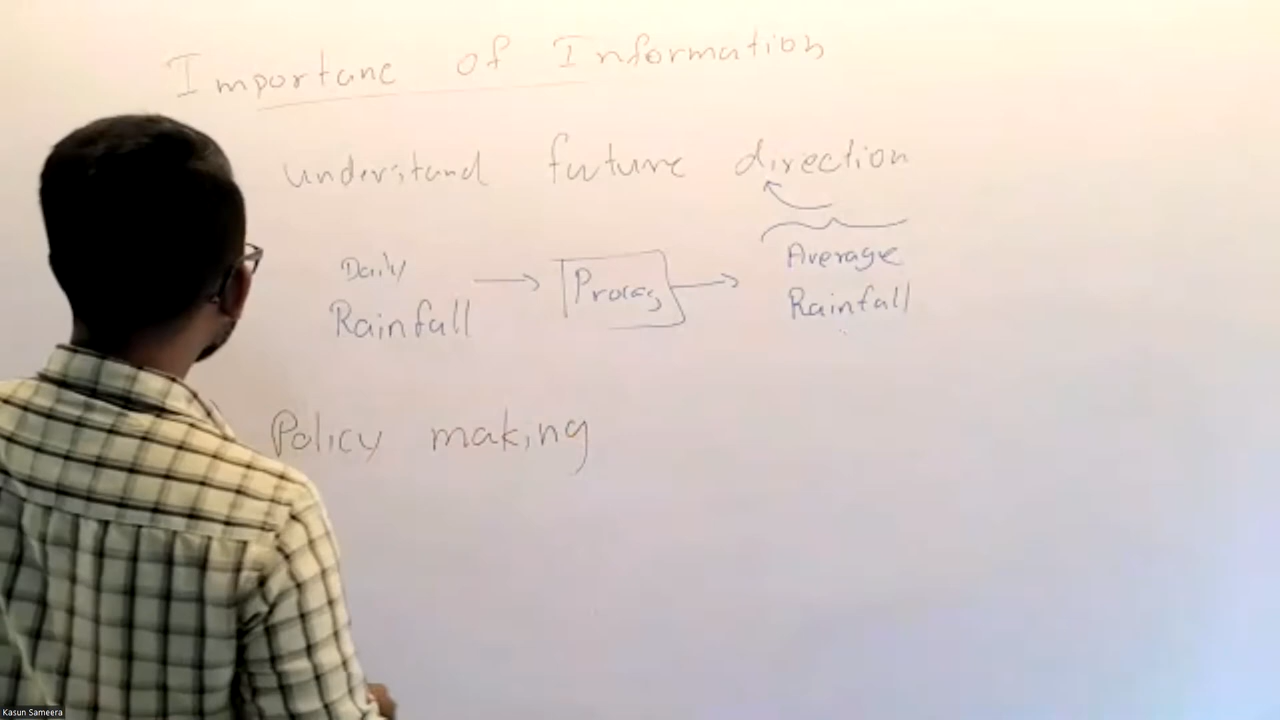 Importanc of Information
understand future direction
Daily
Rainfall
Process
Average
Rainfall
Policy making
Kasun Sameera